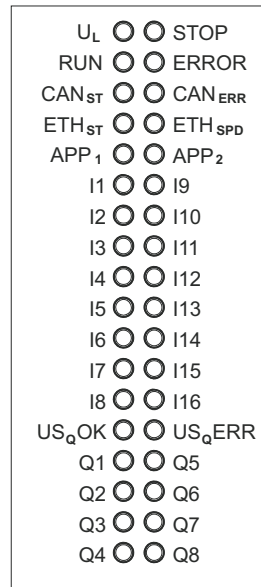 UL STOP
RUN ERROR
CANST CANERR
ETHST ETHSPD
APP1 APP2
I1 I9
I2 I10
I3 I11
I4 I12
I5 I13
I6 I14
I7 I15
I8 I16
USQOK USQERR
Q1 Q5
Q2 Q6
Q3 Q7
Q4 Q8